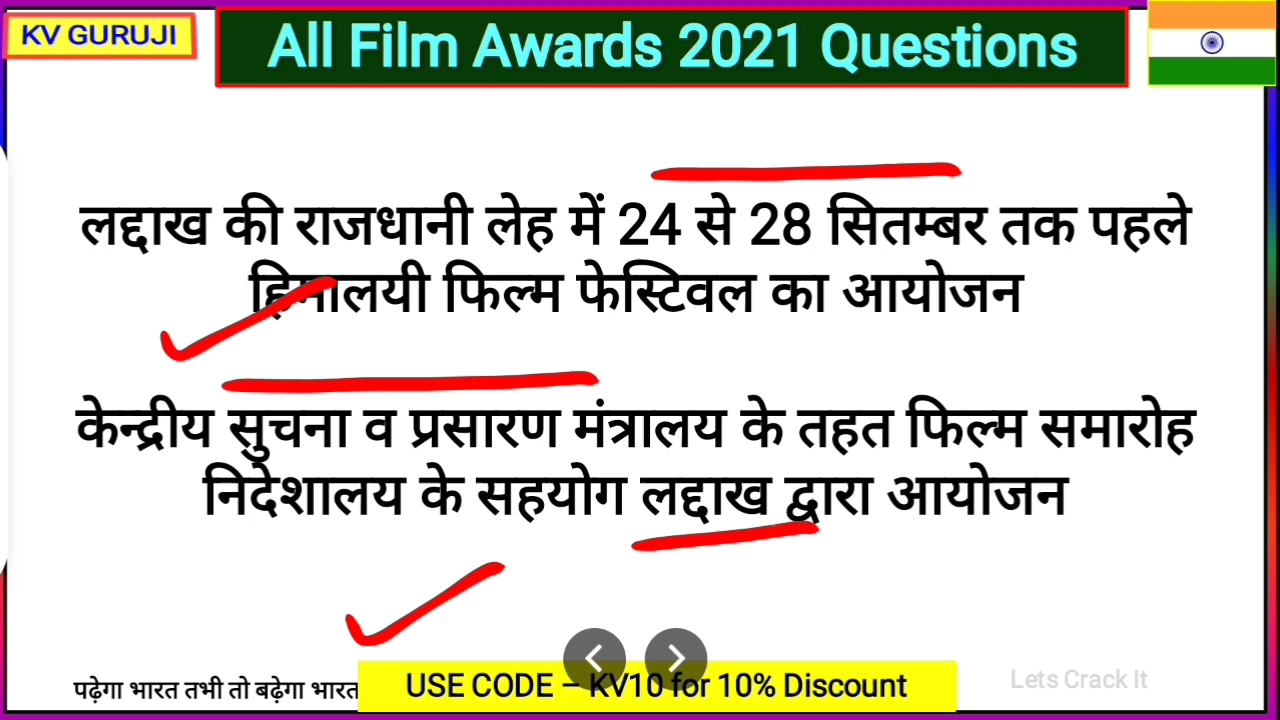 KV GURUJI
All Film Awards 2021 Questions
लद्दाख की राजधानी लेह में 24 से 28 सितम्बर तक पहले
हिमालयी फिल्म फेस्टिवल का आयोजन
केन्द्रीय सुचना व प्रसारण मंत्रालय के तहत फिल्म समारोह
निदेशालय के सहयोग लद्दाख द्वारा आयोजन
पढ़ेगा भारत तभी तो बढ़ेगा भारत
USE CODE – KV10 for 10% Discount
Lets Crack It